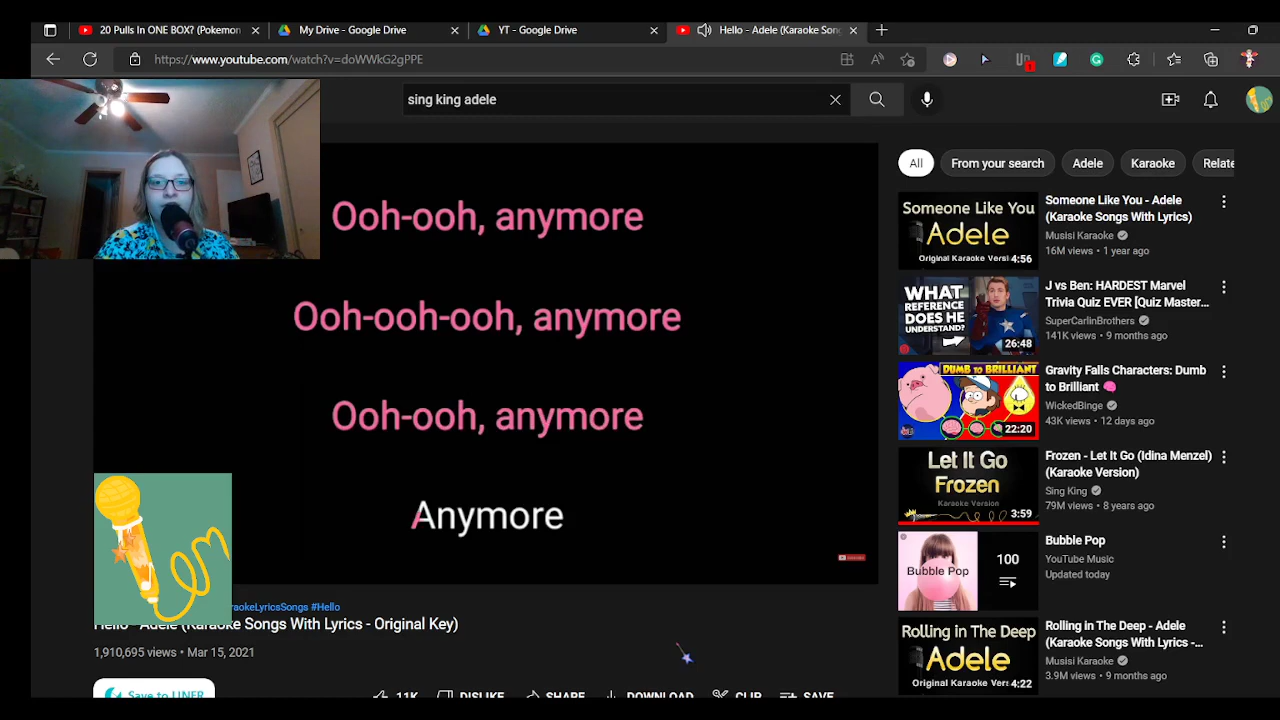 20 Pulls In ONE BOX? (Pokemon
My Drive - Google Drive
YT - Google Drive
Hello - Adele (Karaoke Song
https://www.youtube.com/watch?v=doWWkG2gPPE
1
sing king adele
Ooh-ooh, anymore
Ooh-ooh-ooh, anymore
Ooh-ooh, anymore
Anymore
em
raokeLyricsSongs #Hello
Hello - Adele (Karaoke Songs With Lyrics - Original Key)
1,910,695 views • Mar 15, 2021
Save to UNER
11K
DISLIKE
SHARE
DOWNLOAD
CLIP
SAVE
All
From your search
Adele
Karaoke
Relate
Someone Like You
Adele
Original Karaoke Versi
4:56
Someone Like You - Adele
(Karaoke Songs With Lyrics)
Musisi Karaoke
16M views • 1 year ago
WHAT
REFERENCE
DOES HE
UNDERSTAND?
26:48
J vs Ben: HARDEST Marvel
Trivia Quiz EVER [Quiz Master...
SuperCarlinBrothers
141K views • 9 months ago
DUMB TO BRILLIANT
22:20
Gravity Falls Characters: Dumb
to Brilliant 🧠
WickedBinge
43K views • 12 days ago
Let It Go
Frozen
Karaoke Version
3:59
Frozen - Let It Go (Idina Menzel)
(Karaoke Version)
Sing King
79M views • 8 years ago
Bubble Pop
100
Bubble Pop
YouTube Music
Updated today
Rolling in The Deep
Adele
Original Karaoke Vers
4:22
Rolling in The Deep - Adele
(Karaoke Songs With Lyrics -...
Musisi Karaoke
3.9M views • 9 months ago